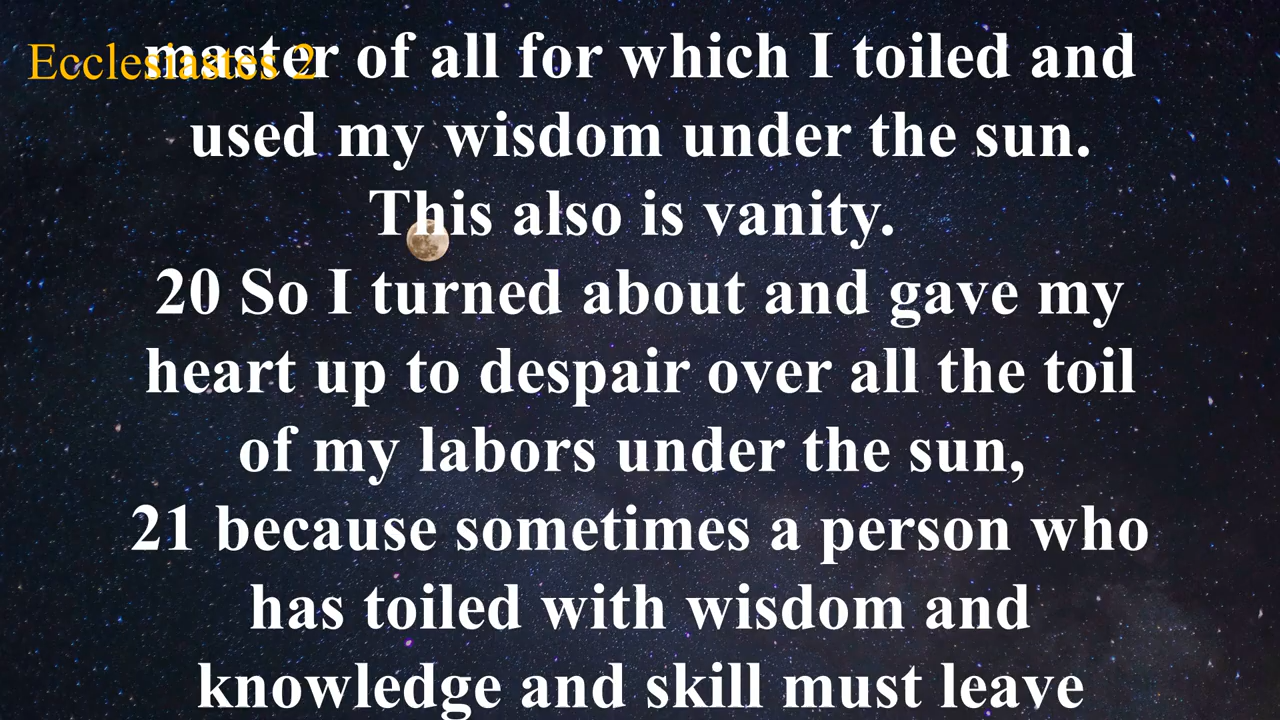 Ecclesiastes 2
master of all for which I toiled and
used my wisdom under the sun.
This also is vanity.
20 So I turned about and gave my
heart up to despair over all the toil
of my labors under the sun,
21 because sometimes a person who
has toiled with wisdom and
knowledge and skill must leave